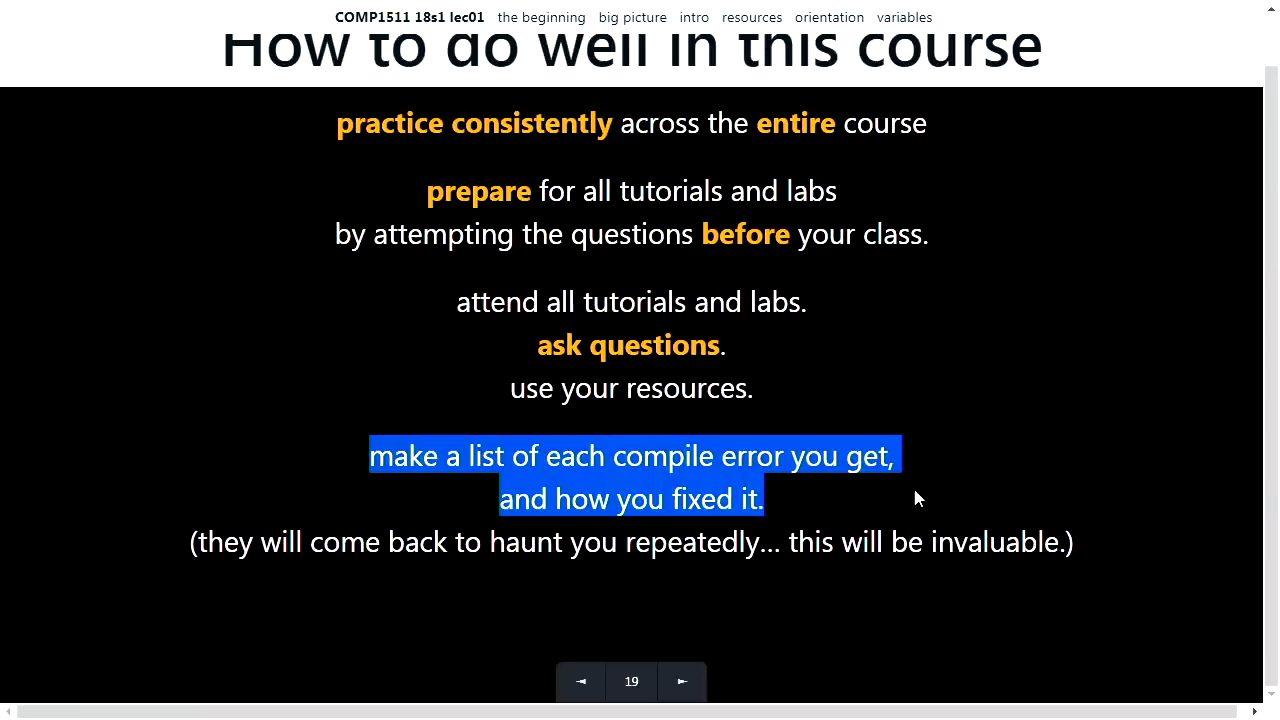 COMP1511 18s1 lec01 the beginning big picture intro resources orientation variables
How to do well in this course
practice consistently across the entire course
prepare for all tutorials and labs
by attempting the questions before your class.
attend all tutorials and labs.
ask questions.
use your resources.
make a list of each compile error you get,
and how you fixed it.
(they will come back to haunt you repeatedly... this will be invaluable.)
19